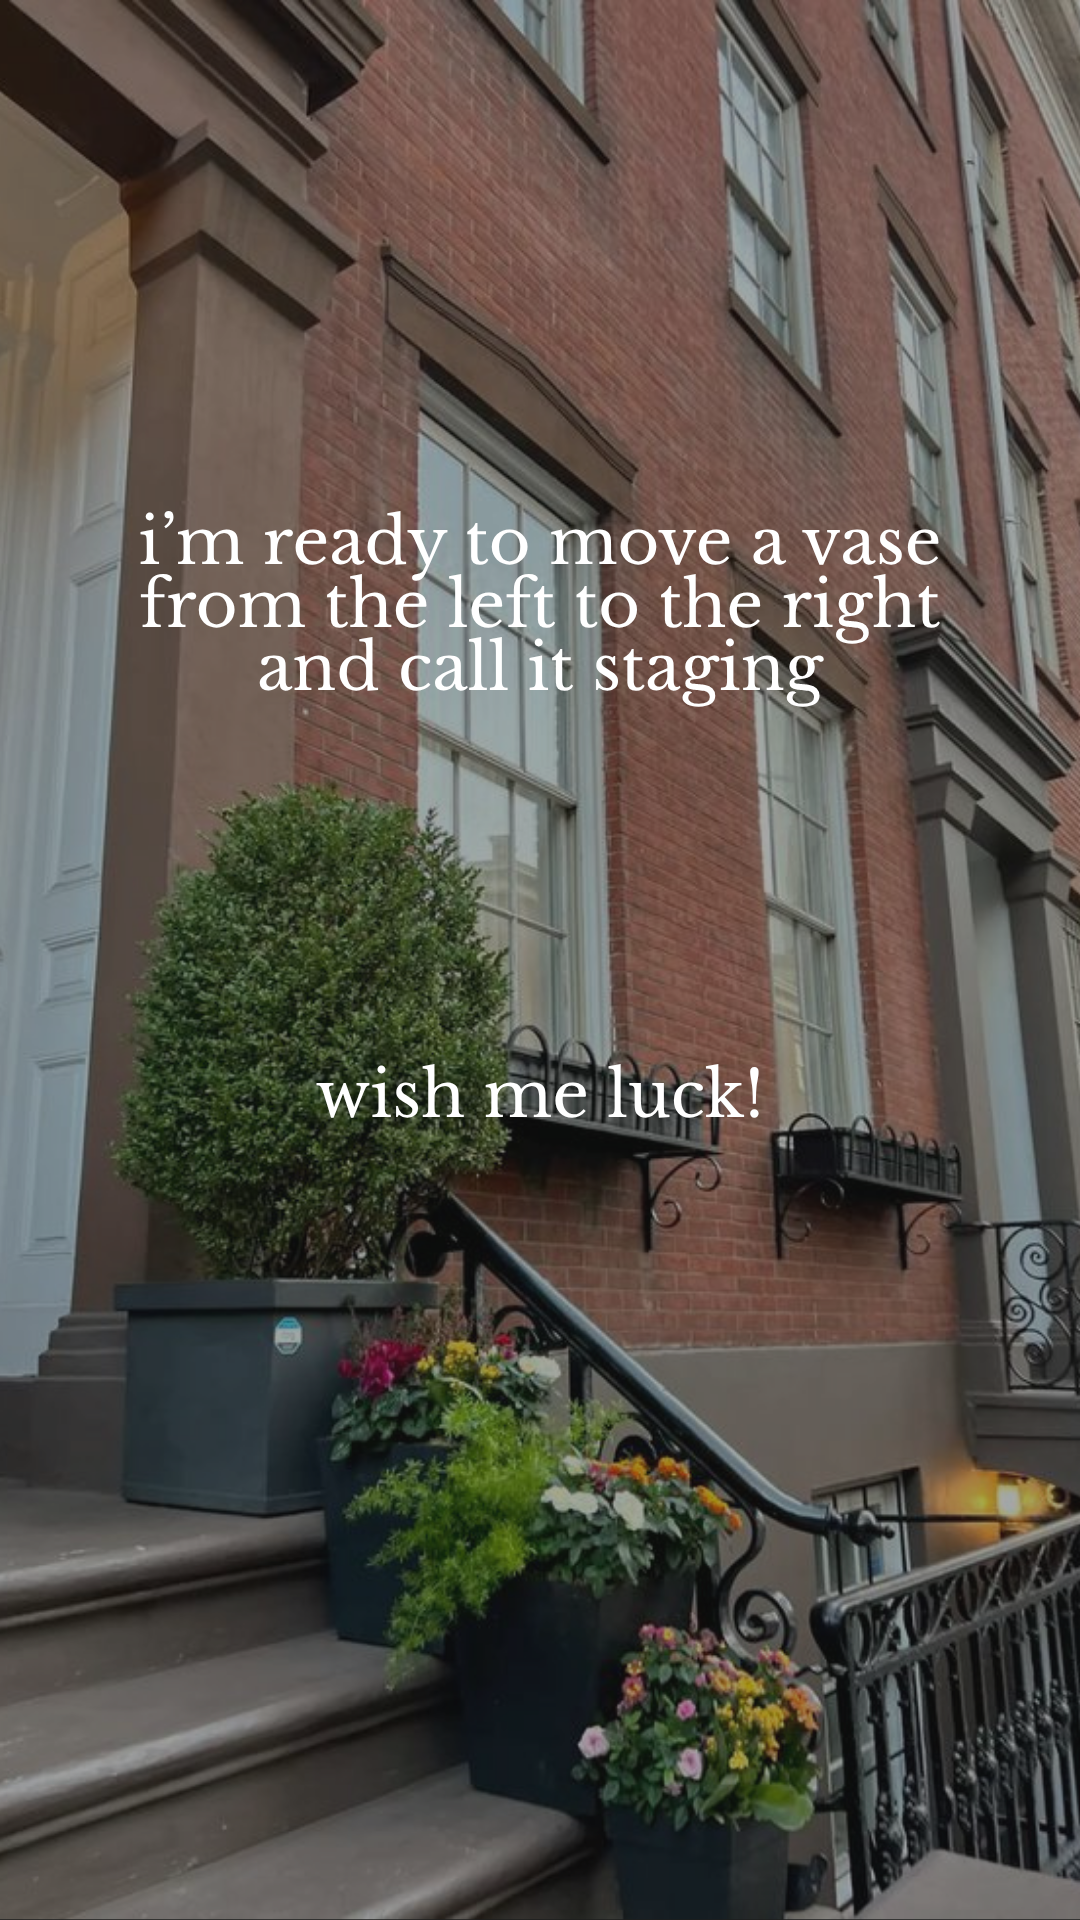 i’m ready to move a vase
from the left to the right
and call it staging
wish me luck!